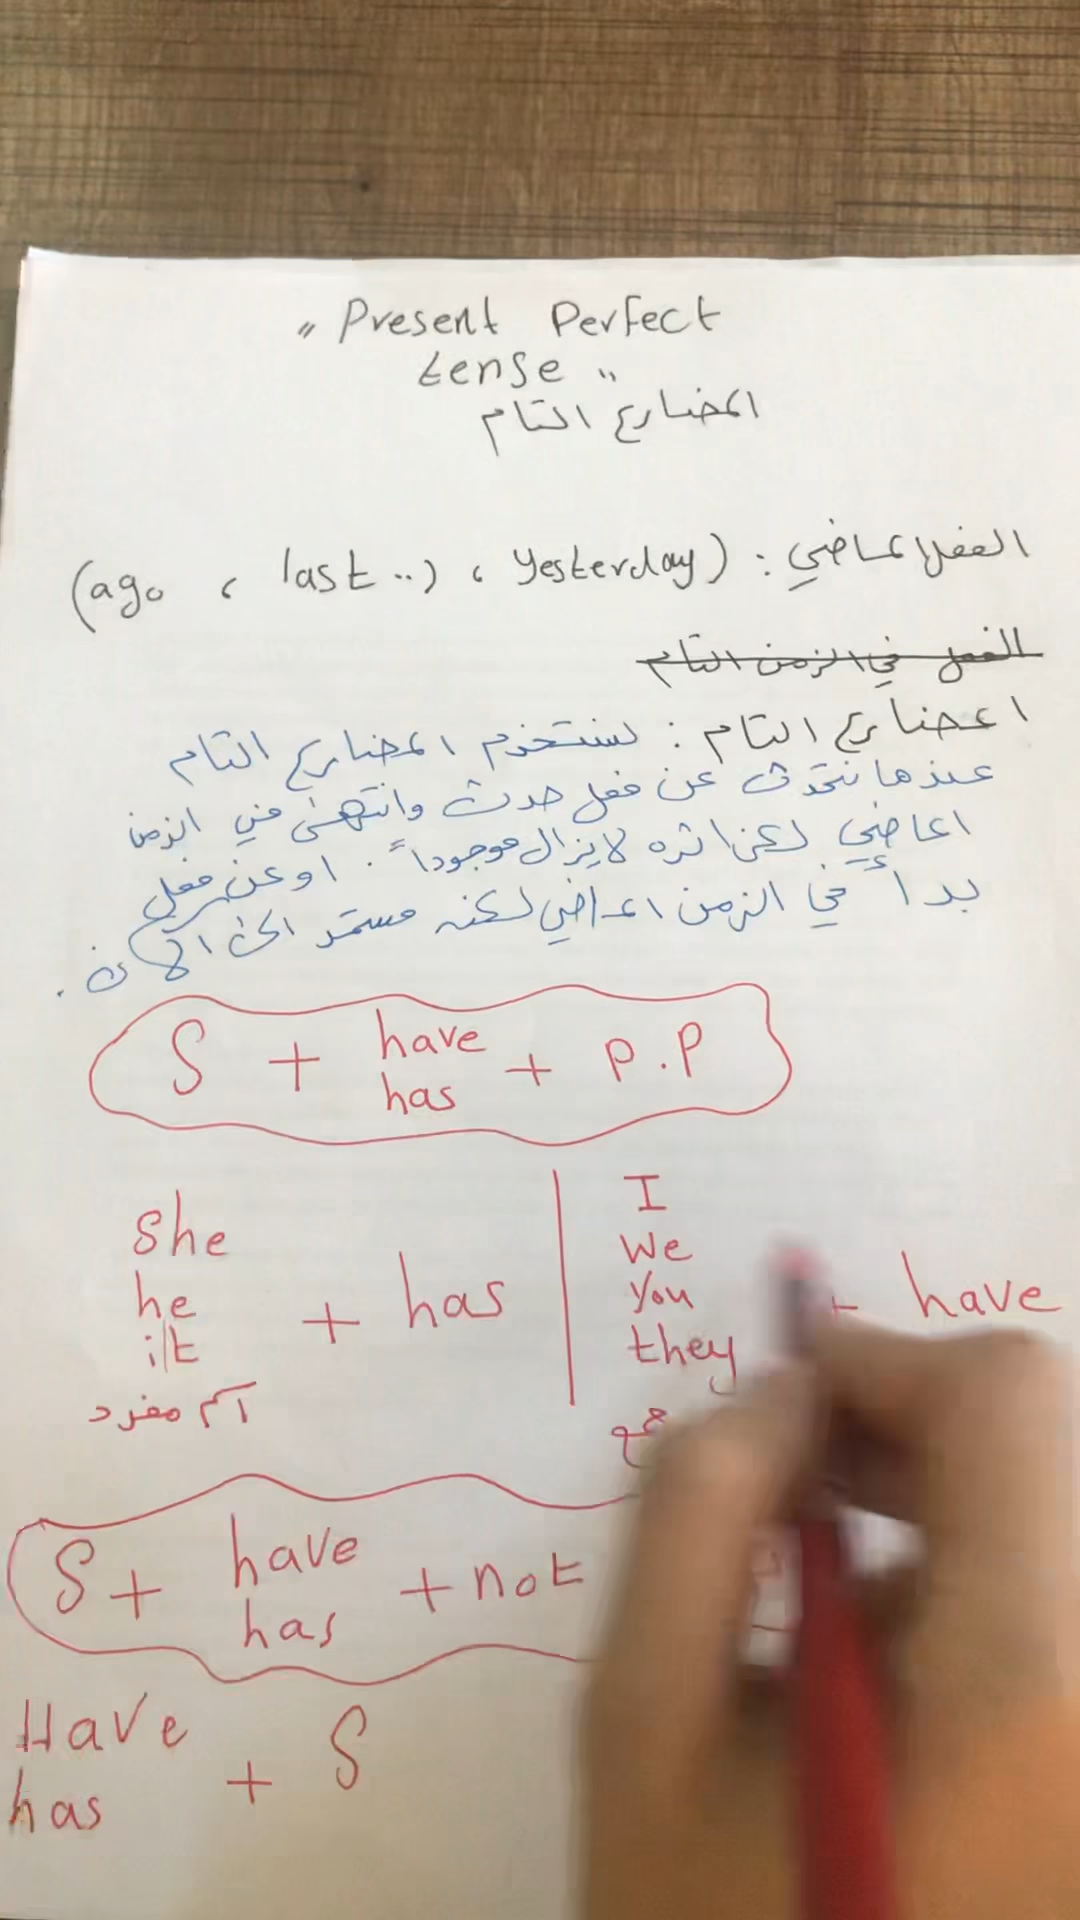 " Present Perfect
tense "
المضارع التام
الفعل الماضي : (ago ، last ..، ، Yesterday)
الفعل في الزمن التام
المضارع التام : نستخدم المضارع التام
عندما نتحدث عن فعل حدث وانتهى في الزمن
الماضي لكن اثره لا يزال موجوداً . او عن فعل
بدأ في الزمن الماضي لكنه مستمر الى الآن .
S + have + P.P
has
she
he
it
+ has
اسم مفرد
I
We
You
they
+ have
جمع
S + have + not
has
Have + S
has